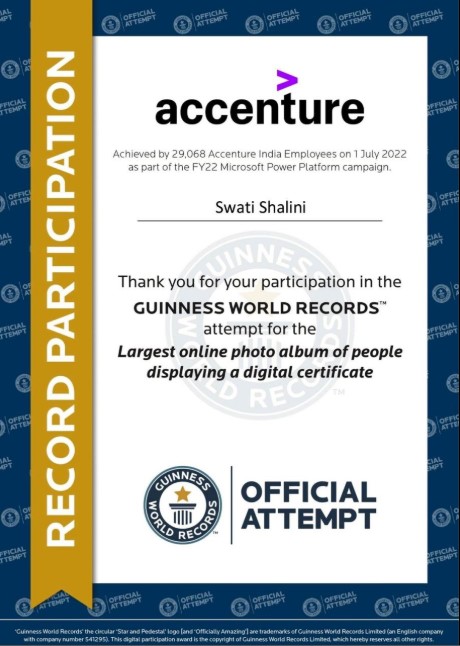 RECORD PARTICIPATION
accenture
Achieved by 29,068 Accenture India Employees on 1 July 2022
as part of the FY22 Microsoft Power Platform campaign.
Swati Shalini
Thank you for your participation in the
GUINNESS WORLD RECORDS™
attempt for the
Largest online photo album of people
displaying a digital certificate
GUINNESS
WORLD RECORDS
™
OFFICIAL
ATTEMPT
'Guinness World Records' the circular 'Star and Pedestal' logo [and 'Officially Amazing'] are trademarks of Guinness World Records Limited (an English company
with company number 541295). This digital participation award is the copyright of Guinness World Records Limited, which hereby reserves all other rights.